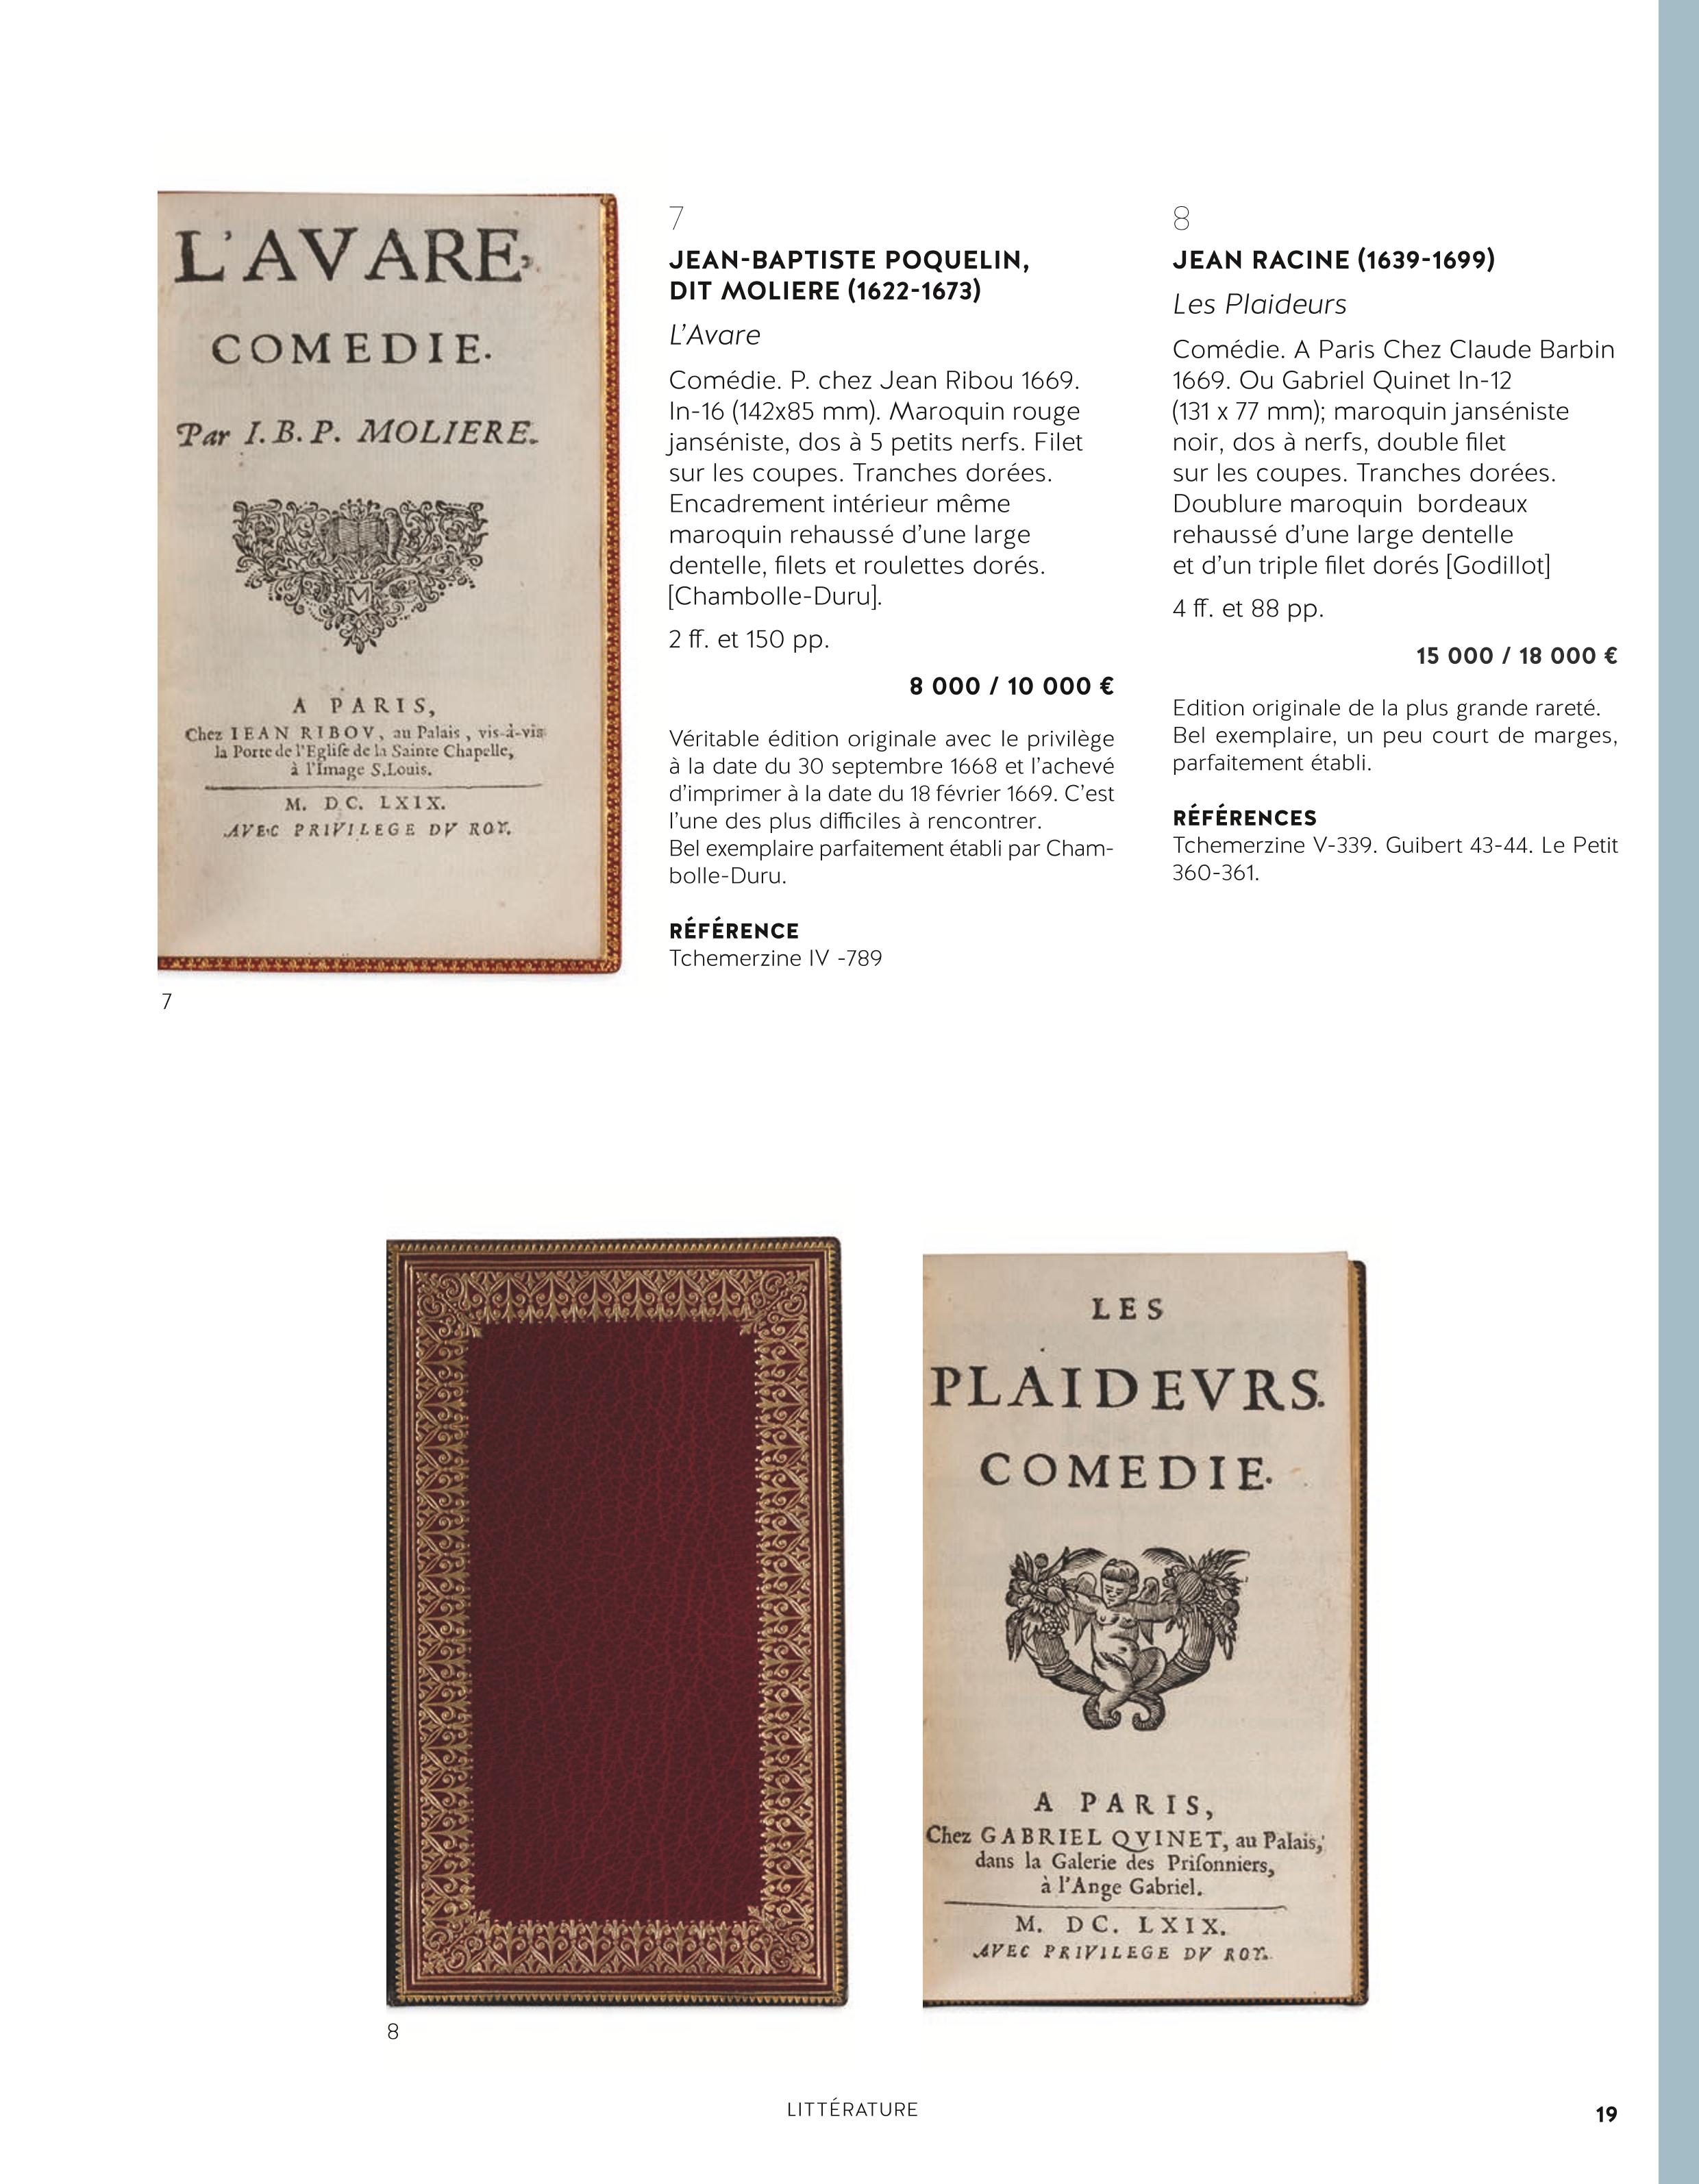 L'AVARE,
COMEDIE.
Par I. B. P. MOLIERE.
M
A PARIS,
Chez IEAN RIBOV, au Palais, vis-à-vis
la Porte de l'Egliſe de la Sainte Chapelle,
à l'Image S. Louis.
M. DC. LXIX.
AVEC PRIVILEGE DV ROY.
7
7
JEAN-BAPTISTE POQUELIN,
DIT MOLIERE (1622-1673)
L'Avare
Comédie. P. chez Jean Ribou 1669.
In-16 (142x85 mm). Maroquin rouge
janséniste, dos à 5 petits nerfs. Filet
sur les coupes. Tranches dorées.
Encadrement intérieur même
maroquin rehaussé d'une large
dentelle, filets et roulettes dorés.
[Chambolle-Duru].
2 ff. et 150 pp.
8 000 / 10 000 €
Véritable édition originale avec le privilège
à la date du 30 septembre 1668 et l'achevé
d'imprimer à la date du 18 février 1669. C'est
l'une des plus difficiles à rencontrer.
Bel exemplaire parfaitement établi par Cham-
bolle-Duru.
RÉFÉRENCE
Tchemerzine IV -789
8
JEAN RACINE (1639-1699)
Les Plaideurs
Comédie. A Paris Chez Claude Barbin
1669. Ou Gabriel Quinet In-12
(131 x 77 mm); maroquin janséniste
noir, dos à nerfs, double filet
sur les coupes. Tranches dorées.
Doublure maroquin bordeaux
rehaussé d'une large dentelle
et d'un triple filet dorés [Godillot]
4 ff. et 88 pp.
15 000 / 18 000 €
Edition originale de la plus grande rareté.
Bel exemplaire, un peu court de marges,
parfaitement établi.
RÉFÉRENCES
Tchemerzine V-339. Guibert 43-44. Le Petit
360-361.
8
LES
PLAIDEVRS.
COMEDIE.
A PARIS,
Chez GABRIEL QVINET, au Palais,
dans la Galerie des Priſonniers,
à l'Ange Gabriel.
M. DC. LXIX.
AVEC PRIVILEGE DV ROY.
LITTÉRATURE
19